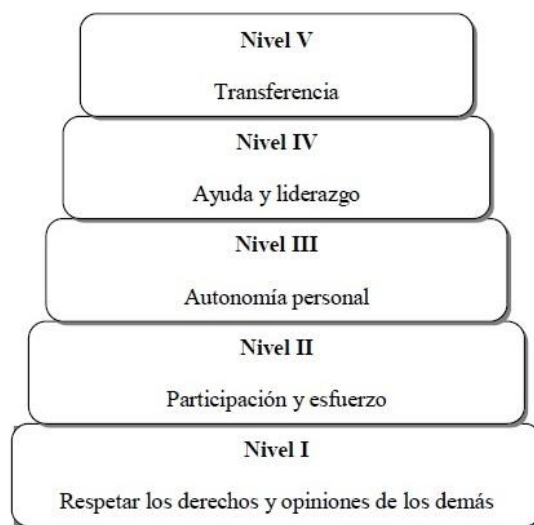 Nivel V
Transferencia
Nivel IV
Ayuda y liderazgo
Nivel III
Autonomía personal
Nivel II
Participación y esfuerzo
Nivel I
Respetar los derechos y opiniones de los demás